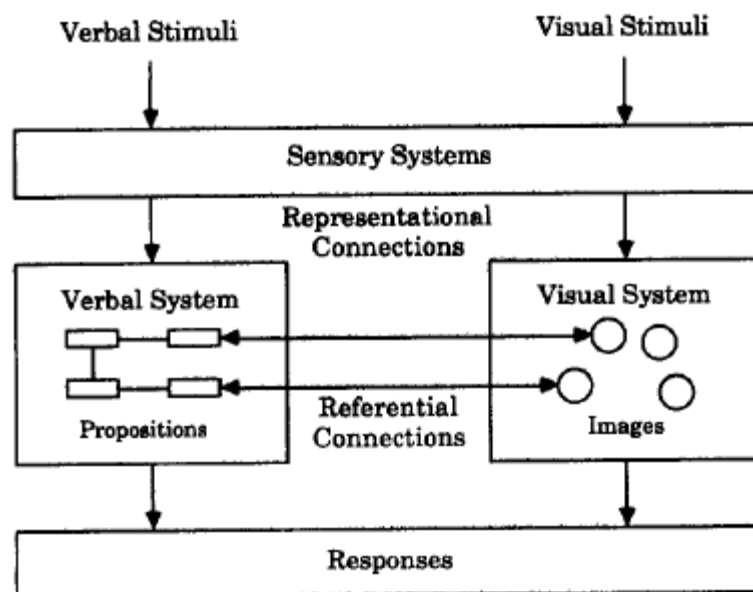 Verbal Stimuli
Visual Stimuli
Sensory Systems
Representational
Connections
Verbal System
Visual System
Propositions
Referential
Connections
Images
Responses